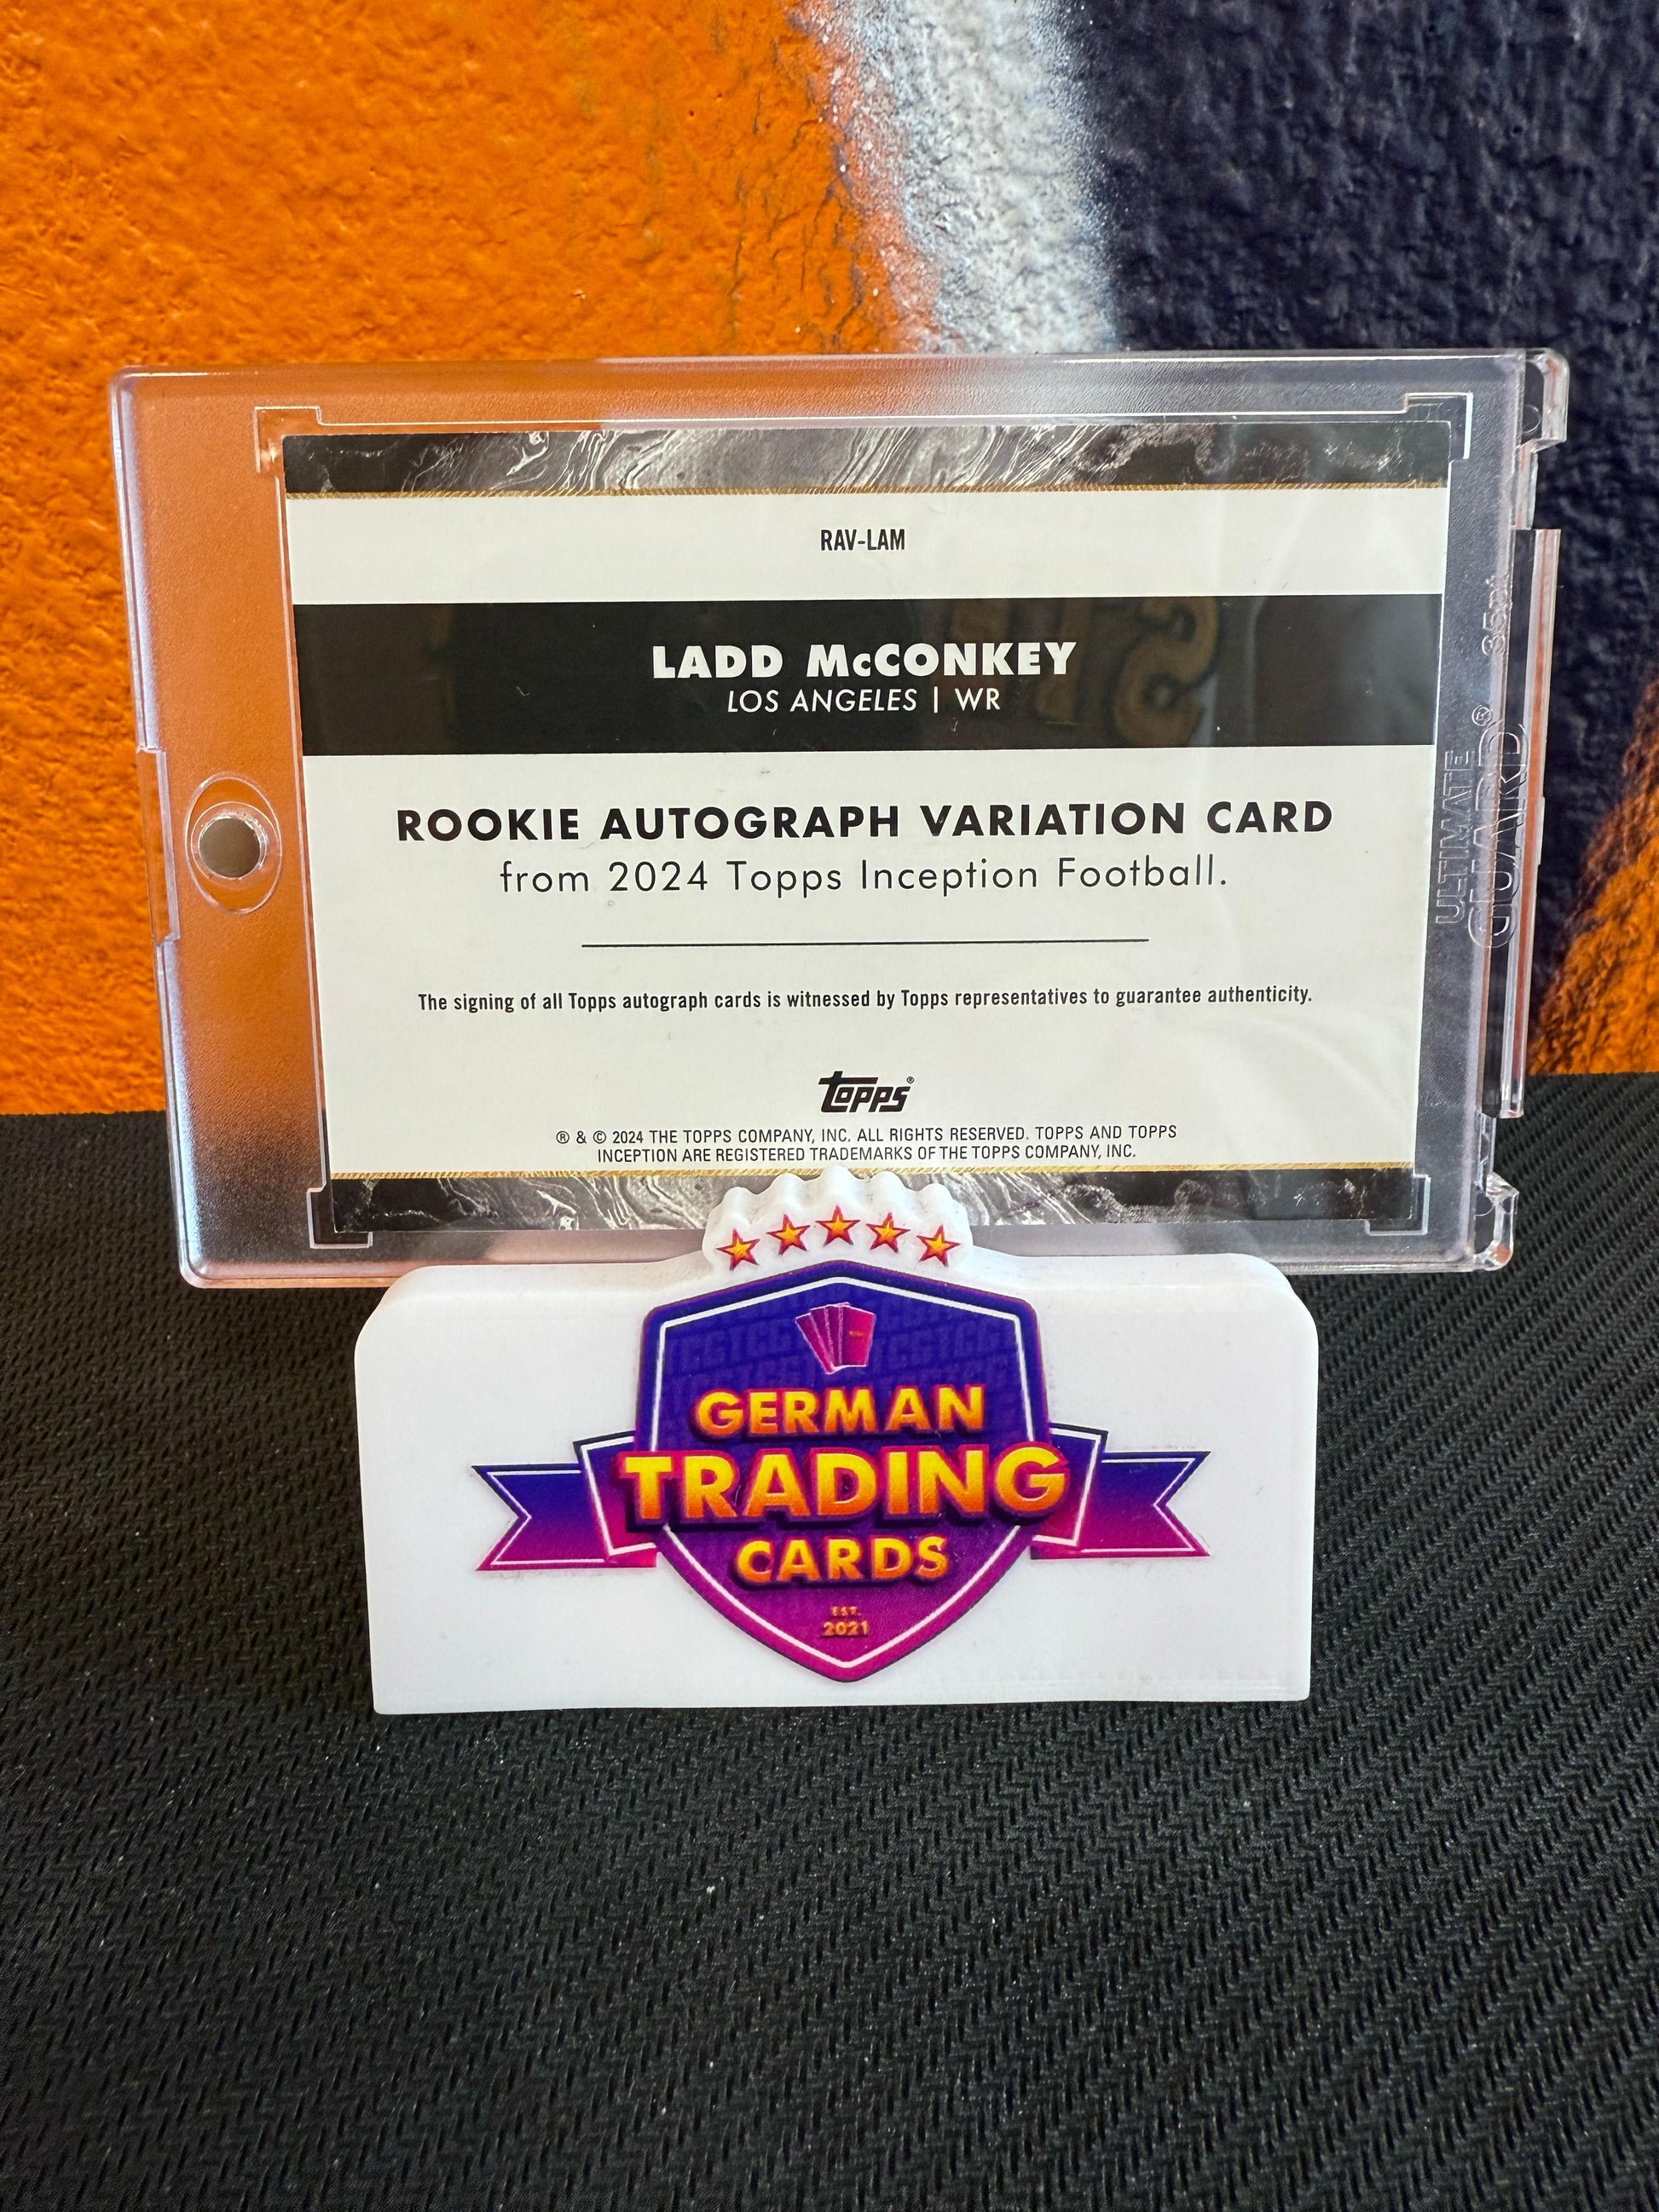 RAV-LAM
LADD McCONKEY
LOS ANGELES | WR
ROOKIE AUTOGRAPH VARIATION CARD
from 2024 Topps Inception Football.
The signing of all Topps autograph cards is witnessed by Topps representatives to guarantee authenticity.
topps®
® & © 2024 THE TOPPS COMPANY, INC. ALL RIGHTS RESERVED. TOPPS AND TOPPS
INCEPTION ARE REGISTERED TRADEMARKS OF THE TOPPS COMPANY, INC.
ULTIMATE
GUARD®
35pt
GERMAN
TRADING
CARDS
EST.
2021